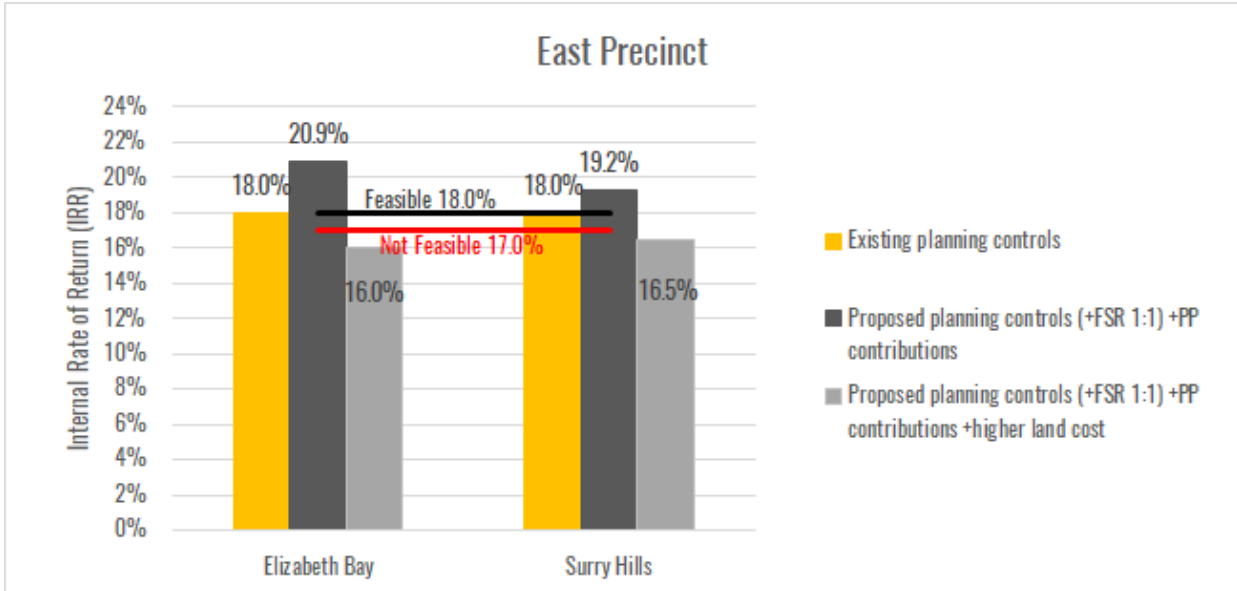 East Precinct
Internal Rate of Return (IRR)
24%
22%
20%
18%
16%
14%
12%
10%
8%
6%
4%
2%
0%
18.0%
20.9%
16.0%
Feasible 18.0%
Not Feasible 17.0%
18.0%
19.2%
16.5%
Elizabeth Bay
Surry Hills
Existing planning controls
Proposed planning controls (+FSR 1:1) +PP
contributions
Proposed planning controls (+FSR 1:1) +PP
contributions +higher land cost